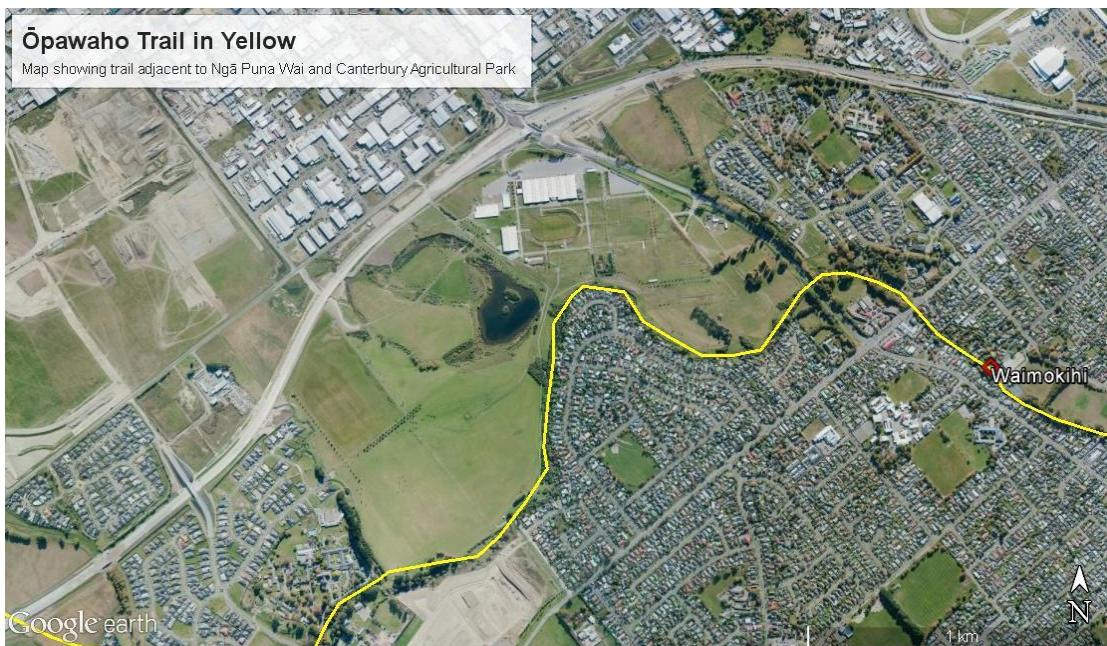 Ōpawaho Trail in Yellow
Map showing trail adjacent to Ngā Puna Wai and Canterbury Agricultural Park
Waimokihi
N
Google earth
1 km